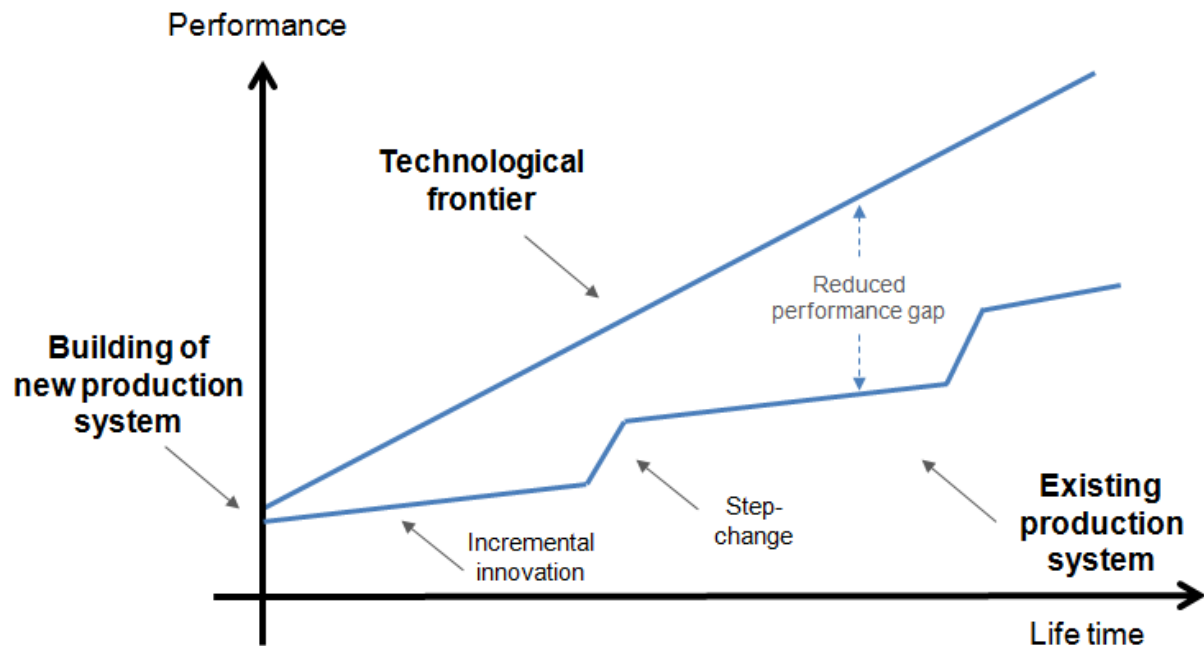 Performance
Technological
frontier
Reduced
performance gap
Building of
new production
system
Incremental
innovation
Step-
change
Existing
production
system
Life time